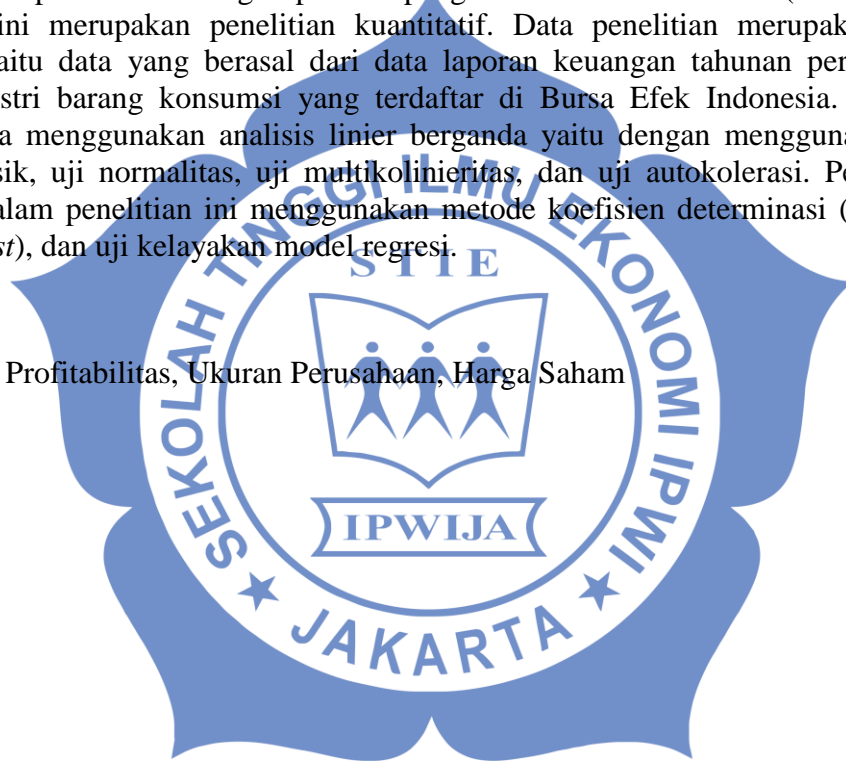 ini merupakan penelitian kuantitatif. Data penelitian merupak
aitu data yang berasal dari data laporan keuangan tahunan per
stri barang konsumsi yang terdaftar di Bursa Efek Indonesia.
a menggunakan analisis linier berganda yaitu dengan menggun
sik, uji normalitas, uji multikolinieritas, dan uji autokolerasi. Pe
alam penelitian ini menggunakan metode koefisien determinasi (
st), dan uji kelayakan model regresi.
Profitabilitas, Ukuran Perusahaan, Harga Saham
SEKOLAH TINGGI ILMU EKONOMI IPWI
STIE
IPWIJA
★ JAKARTA ★